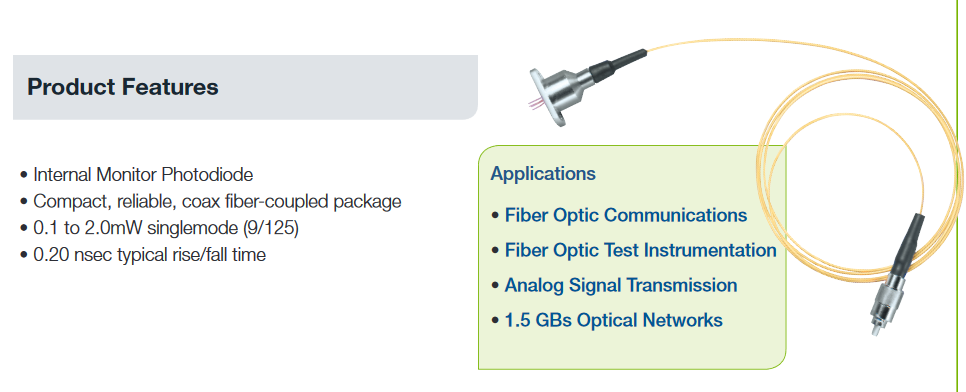 Product Features
• Internal Monitor Photodiode
• Compact, reliable, coax fiber-coupled package
• 0.1 to 2.0mW singlemode (9/125)
• 0.20 nsec typical rise/fall time
Applications
• Fiber Optic Communications
• Fiber Optic Test Instrumentation
• Analog Signal Transmission
• 1.5 GBs Optical Networks